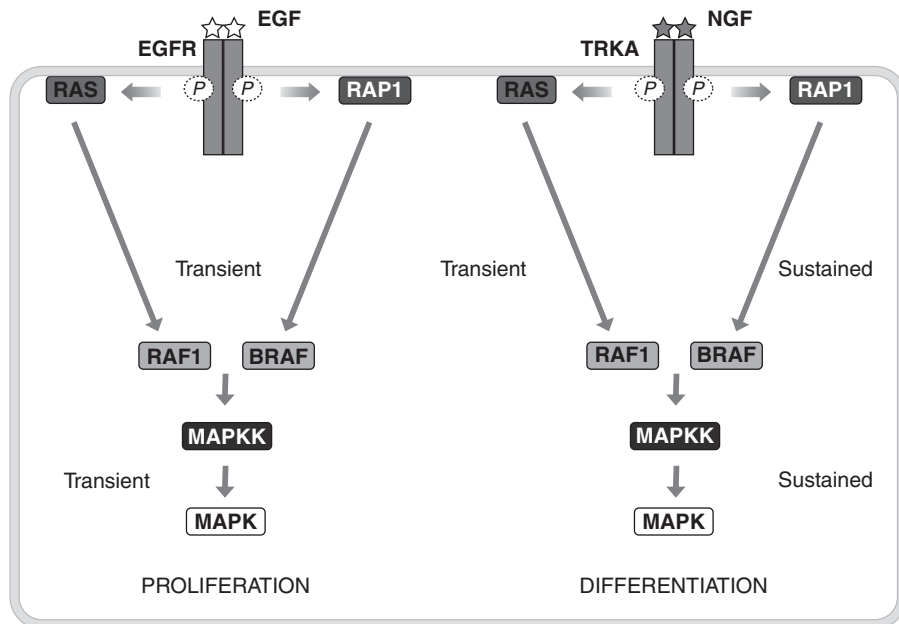 EGF
NGF
EGFR
TRKA
RAS
P
P
RAP1
RAS
P
P
RAP1
Transient
Transient
Sustained
RAF1
BRAF
RAF1
BRAF
MAPKK
MAPKK
Transient
Sustained
MAPK
MAPK
PROLIFERATION
DIFFERENTIATION